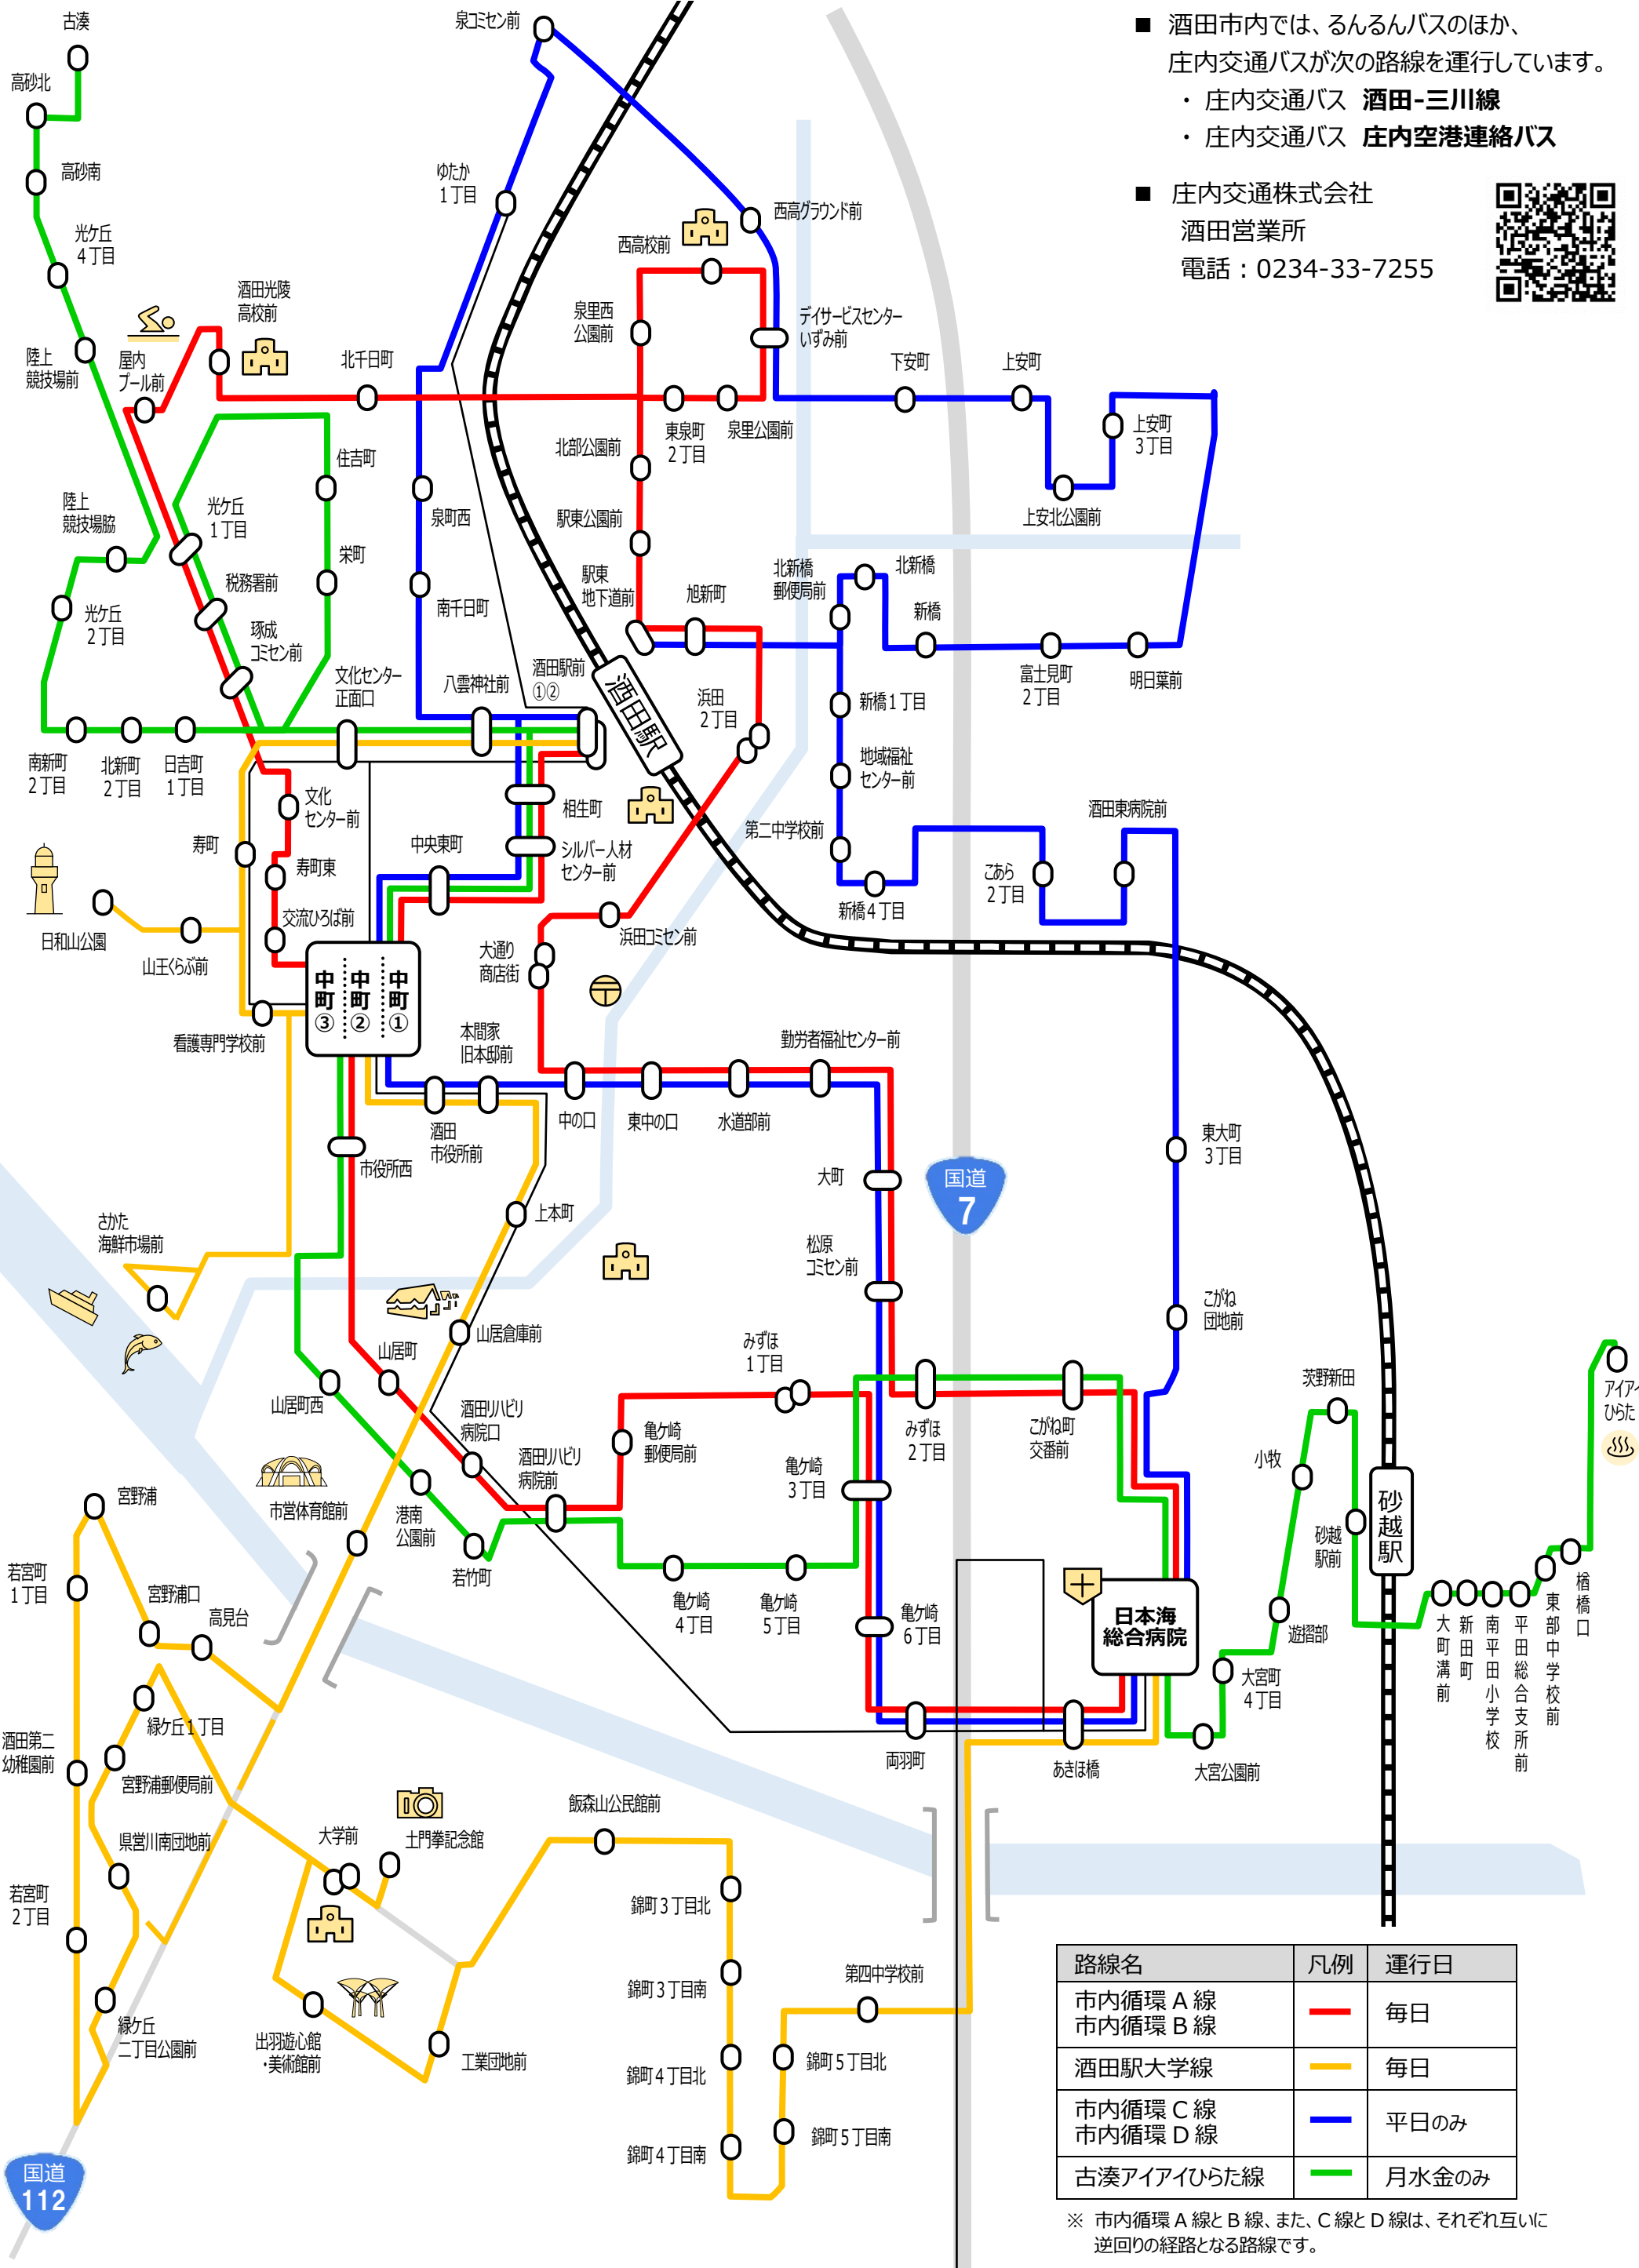 ■ 酒田市内では、るんるんバスのほか、
庄内交通バスが次の路線を運行しています。
・ 庄内交通バス 酒田-三川線
・ 庄内交通バス 庄内空港連絡バス
■ 庄内交通株式会社
酒田営業所
電話：0234-33-7255
古湊
高砂北
高砂南
光ケ丘
４丁目
陸上
競技場前
屋内
プール前
酒田光陵
高校前
北千日町
泉コミセン前
ゆたか
１丁目
西高グラウンド前
西高校前
泉里西
公園前
デイサービスセンター
いずみ前
下安町
上安町
上安町
３丁目
上安北公園前
東泉町
２丁目
泉里公園前
北部公園前
駅東公園前
住吉町
栄町
泉町西
南千日町
陸上
競技場脇
光ケ丘
１丁目
光ケ丘
２丁目
税務署前
琢成
コミセン前
文化センター
正面口
八雲神社前
酒田駅前
①②
酒田駅
駅東
地下道前
旭新町
北新橋
郵便局前
北新橋
新橋
富士見町
２丁目
明日葉前
浜田
２丁目
新橋１丁目
地域福祉
センター前
第二中学校前
新橋４丁目
こあら
２丁目
酒田東病院前
南新町
２丁目
北新町
２丁目
日吉町
１丁目
文化
センター前
寿町
寿町東
交流ひろば前
日和山公園
山王くらぶ前
看護専門学校前
中央東町
相生町
シルバー人材
センター前
浜田コミセン前
大通り
商店街
中町
③
中町
②
中町
①
本間家
旧本邸前
酒田
市役所前
市役所西
中の口
東中の口
水道部前
勤労者福祉センター前
大町
国道
7
東大町
３丁目
松原
コミセン前
こがね
団地前
上本町
さかた
海鮮市場前
山居倉庫前
山居町
山居町西
酒田リハビリ
病院口
酒田リハビリ
病院前
みずほ
１丁目
亀ケ崎
郵便局前
亀ケ崎
３丁目
みずほ
２丁目
こがね町
交番前
港南
公園前
若竹町
亀ケ崎
４丁目
亀ケ崎
５丁目
亀ケ崎
６丁目
日本海
総合病院
両羽町
あきほ橋
大宮公園前
大宮町
４丁目
遊摺部
小牧
茨野新田
砂越
駅前
砂越駅
大町溝前
新田町
南平田小学校
平田総合支所前
東部中学校前
楢橋口
アイアイ
ひらた
市営体育館前
宮野浦
若宮町
１丁目
宮野浦口
高見台
緑ケ丘１丁目
酒田第二
幼稚園前
宮野浦郵便局前
県営川南団地前
若宮町
２丁目
緑ケ丘
二丁目公園前
大学前
土門拳記念館
出羽遊心館
・美術館前
工業団地前
飯森山公民館前
錦町３丁目北
錦町３丁目南
錦町４丁目北
錦町４丁目南
第四中学校前
錦町５丁目北
錦町５丁目南
国道
112
路線名 凡例 運行日
市内循環Ａ線
市内循環Ｂ線 毎日
酒田駅大学線 毎日
市内循環Ｃ線
市内循環Ｄ線 平日のみ
古湊アイアイひらた線 月水金のみ
※ 市内循環Ａ線とＢ線、また、Ｃ線とＤ線は、それぞれ互いに
逆回りの経路となる路線です。